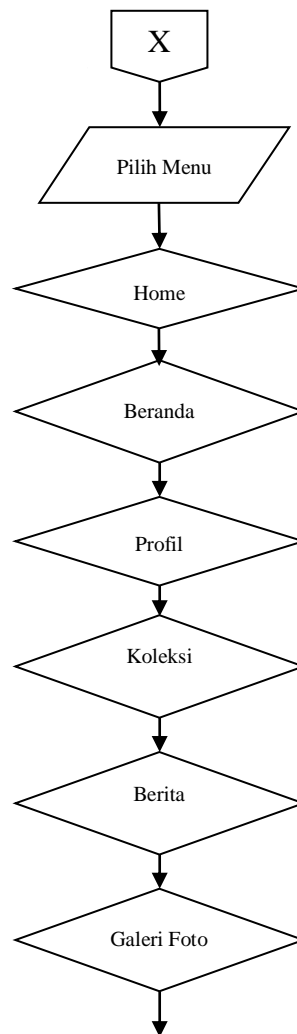 X
Pilih Menu
Home
Beranda
Profil
Koleksi
Berita
Galeri Foto